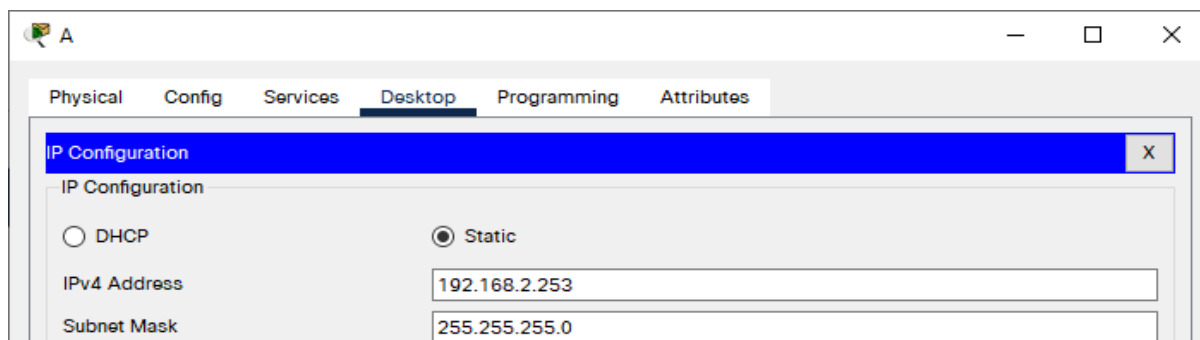 A
Physical Config Services Desktop Programming Attributes
IP Configuration X
IP Configuration
DHCP Static
IPv4 Address 192.168.2.253
Subnet Mask 255.255.255.0